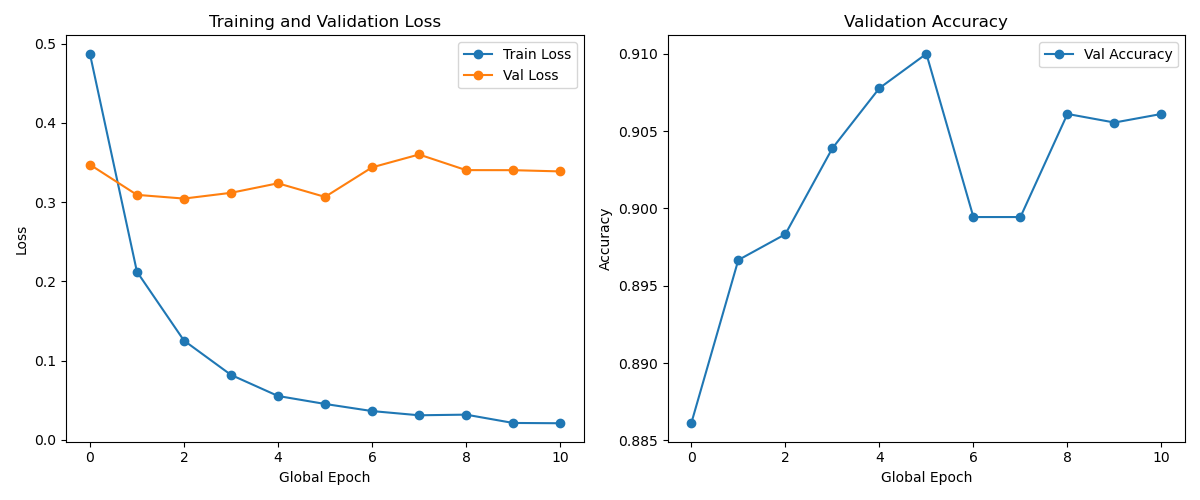 Training and Validation Loss
Train Loss
Val Loss
0.5
0.4
0.3
0.2
0.1
0.0
Loss
0 2 4 6 8 10
Global Epoch
Validation Accuracy
Val Accuracy
0.910
0.905
0.900
0.895
0.890
0.885
Accuracy
0 2 4 6 8 10
Global Epoch